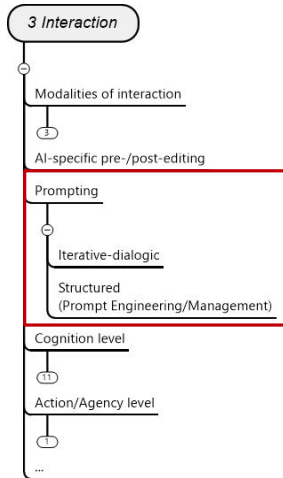 3 Interaction
Modalities of interaction
3
AI-specific pre-/post-editing
Prompting
Iterative-dialogic
Structured
(Prompt Engineering/Management)
Cognition level
11
Action/Agency level
1
...